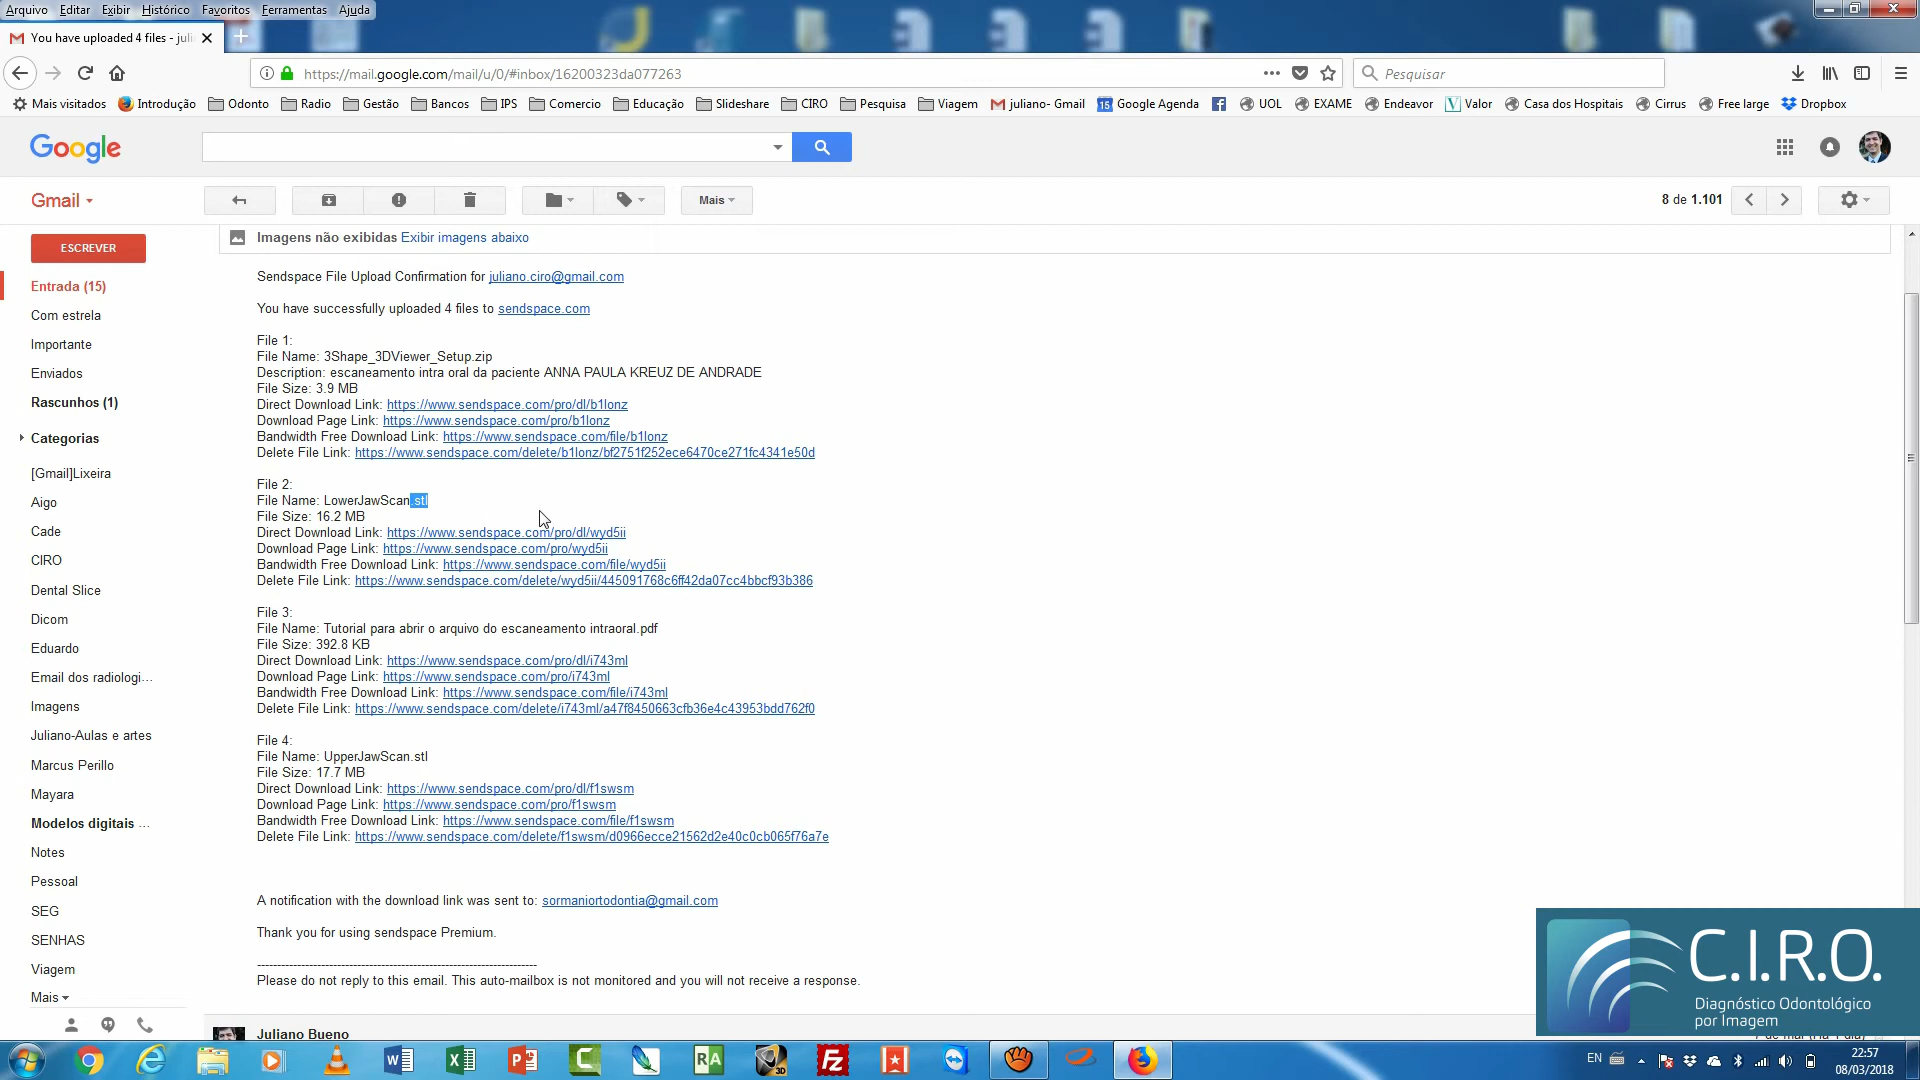 Arquivo Editar Exibir Histórico Favoritos Ferramentas Ajuda
You have uploaded 4 files - juli
https://mail.google.com/mail/u/0/#inbox/16200323da077263
Pesquisar
Mais visitados Introdução Odonto Radio Gestão Bancos IPS Comercio Educação Slideshare CIRO Pesquisa Viagem juliano- Gmail Google Agenda UOL EXAME Endeavor Valor Casa dos Hospitais Cirrus Free large Dropbox
Google
Gmail
Mais
8 de 1.101
ESCREVER
Entrada (15)
Com estrela
Importante
Enviados
Rascunhos (1)
Categorias
[Gmail]Lixeira
Aigo
Cade
CIRO
Dental Slice
Dicom
Eduardo
Email dos radiologi...
Imagens
Juliano-Aulas e artes
Marcus Perillo
Mayara
Modelos digitais ...
Notes
Pessoal
SEG
SENHAS
Viagem
Mais
Imagens não exibidas Exibir imagens abaixo
Sendspace File Upload Confirmation for juliano.ciro@gmail.com
You have successfully uploaded 4 files to sendspace.com
File 1:
File Name: 3Shape_3DViewer_Setup.zip
Description: escaneamento intra oral da paciente ANNA PAULA KREUZ DE ANDRADE
File Size: 3.9 MB
Direct Download Link: https://www.sendspace.com/pro/dl/b1lonz
Download Page Link: https://www.sendspace.com/pro/b1lonz
Bandwidth Free Download Link: https://www.sendspace.com/file/b1lonz
Delete File Link: https://www.sendspace.com/delete/b1lonz/bf2751f252ece6470ce271fc4341e50d
File 2:
File Name: LowerJawScan.stl
File Size: 16.2 MB
Direct Download Link: https://www.sendspace.com/pro/dl/wyd5ii
Download Page Link: https://www.sendspace.com/pro/wyd5ii
Bandwidth Free Download Link: https://www.sendspace.com/file/wyd5ii
Delete File Link: https://www.sendspace.com/delete/wyd5ii/445091768c6ff42da07cc4bbcf93b386
File 3:
File Name: Tutorial para abrir o arquivo do escaneamento intraoral.pdf
File Size: 392.8 KB
Direct Download Link: https://www.sendspace.com/pro/dl/i743ml
Download Page Link: https://www.sendspace.com/pro/i743ml
Bandwidth Free Download Link: https://www.sendspace.com/file/i743ml
Delete File Link: https://www.sendspace.com/delete/i743ml/a47f8450663cfb36e4c43953bdd762f0
File 4:
File Name: UpperJawScan.stl
File Size: 17.7 MB
Direct Download Link: https://www.sendspace.com/pro/dl/f1swsm
Download Page Link: https://www.sendspace.com/pro/f1swsm
Bandwidth Free Download Link: https://www.sendspace.com/file/f1swsm
Delete File Link: https://www.sendspace.com/delete/f1swsm/d0966ecce21562d2e40c0cb065f76a7e
A notification with the download link was sent to: sormaniortodontia@gmail.com
Thank you for using sendspace Premium.
----------------------------------------------------------------------
Please do not reply to this email. This auto-mailbox is not monitored and you will not receive a response.
Juliano Bueno
C.I.R.O.
Diagnóstico Odontológico
por Imagem
EN
22:57
08/03/2018